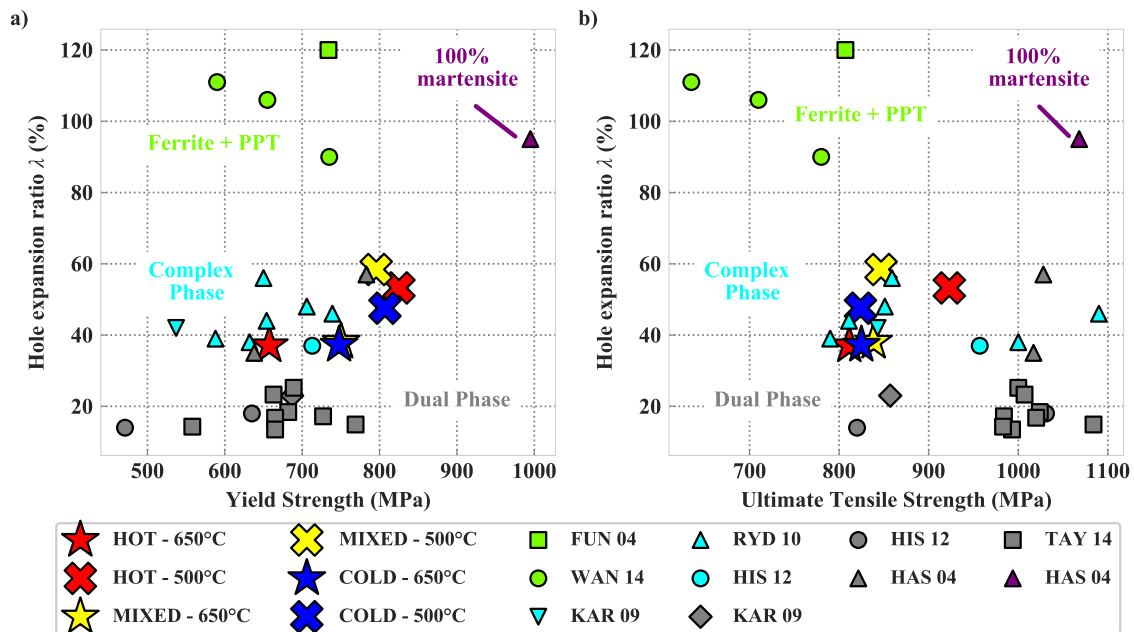 a)
b)
Hole expansion ratio λ (%)
120
100
80
60
40
20
100%
martensite
Ferrite + PPT
Complex
Phase
Dual Phase
500
600
700
800
900
1000
Yield Strength (MPa)
Hole expansion ratio λ (%)
120
100
80
60
40
20
100%
martensite
Ferrite + PPT
Complex
Phase
Dual Phase
700
800
900
1000
1100
Ultimate Tensile Strength (MPa)
HOT - 650°C
HOT - 500°C
MIXED - 650°C
MIXED - 500°C
COLD - 650°C
COLD - 500°C
FUN 04
WAN 14
KAR 09
RYD 10
HIS 12
KAR 09
HIS 12
HAS 04
TAY 14
HAS 04